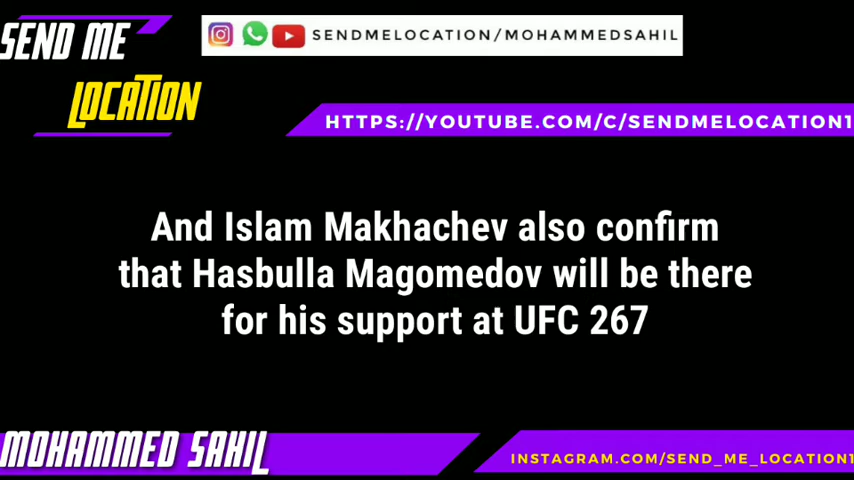 SEND ME
LOCATION
SENDMELOCATION/MOHAMMEDSAHIL
HTTPS://YOUTUBE.COM/C/SENDMELOCATION1
And Islam Makhachev also confirm
that Hasbulla Magomedov will be there
for his support at UFC 267
MOHAMMED SAHIL
INSTAGRAM.COM/SEND_ME_LOCATION1